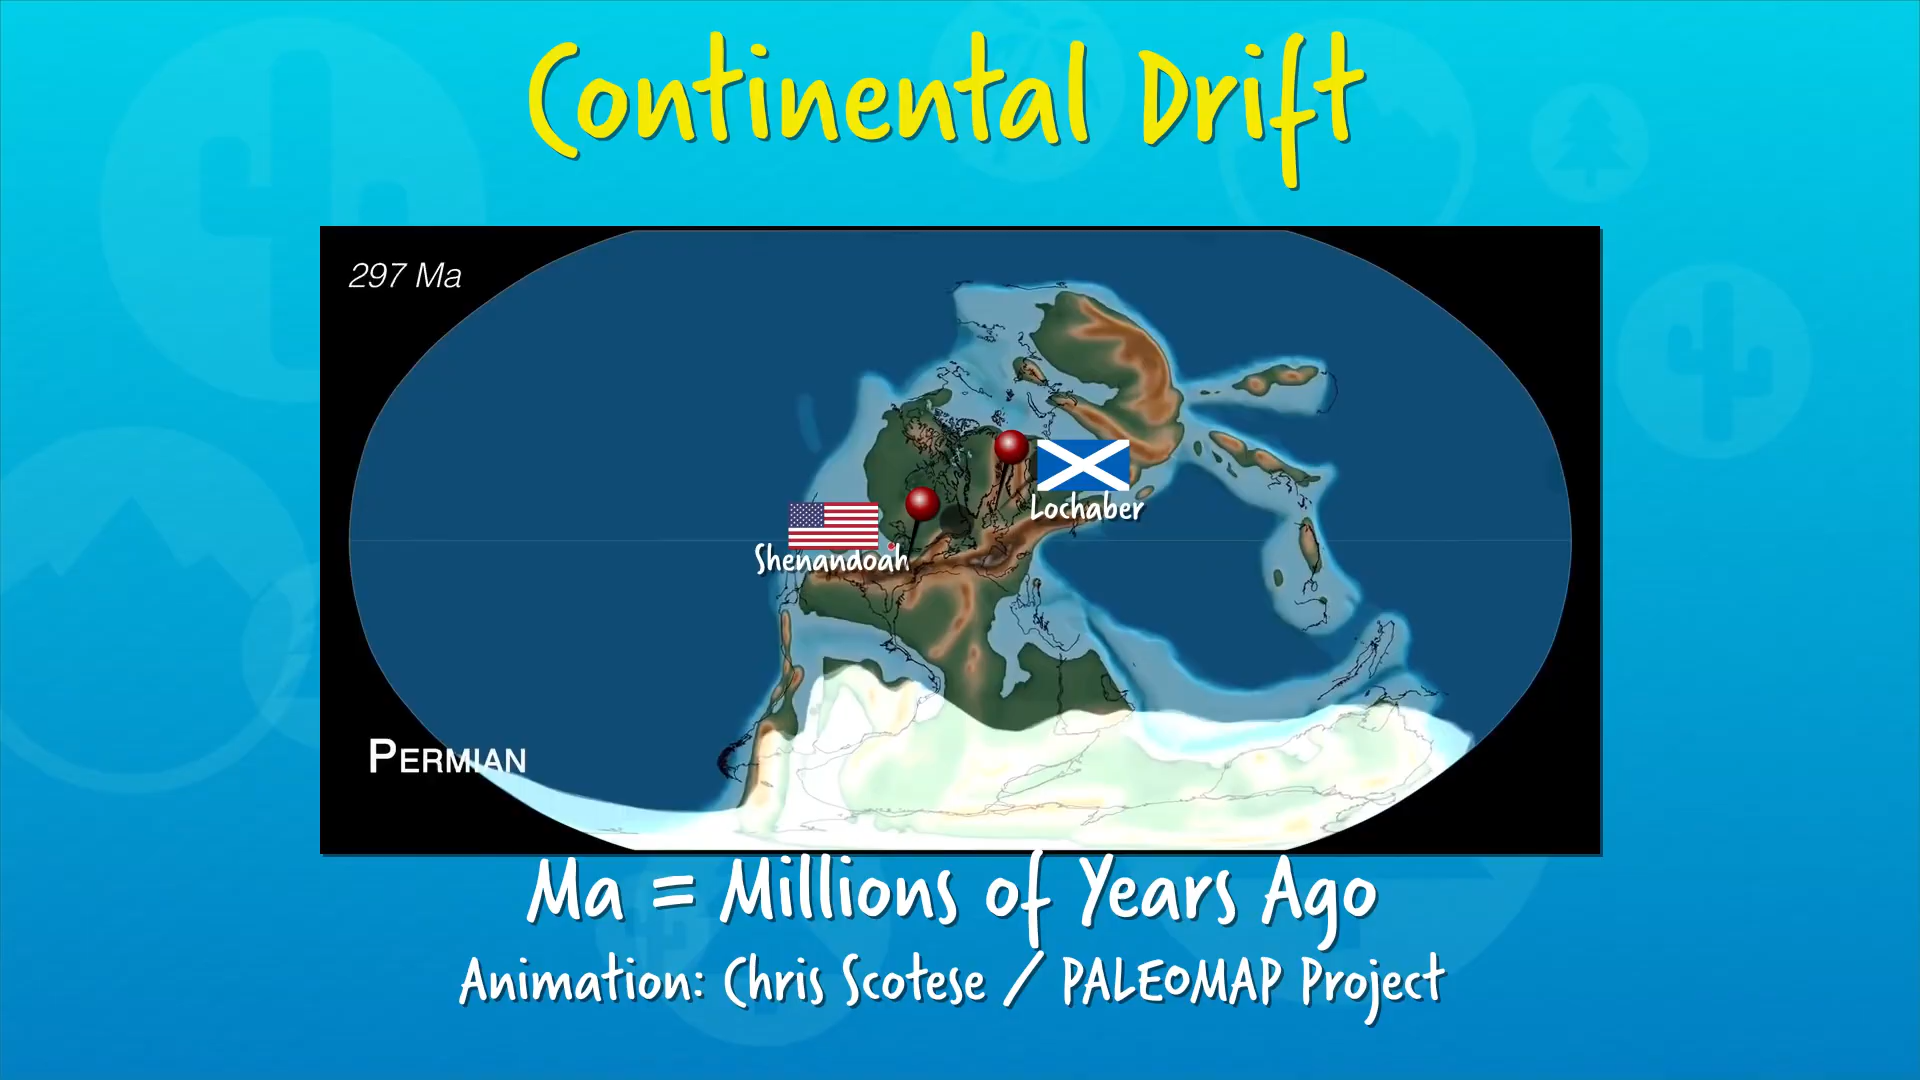 Continental Drift
297 Ma
Lochaber
Shenandoah
PERMIAN
Ma = Millions of Years Ago
Animation: Chris Scotese / PALEOMAP Project